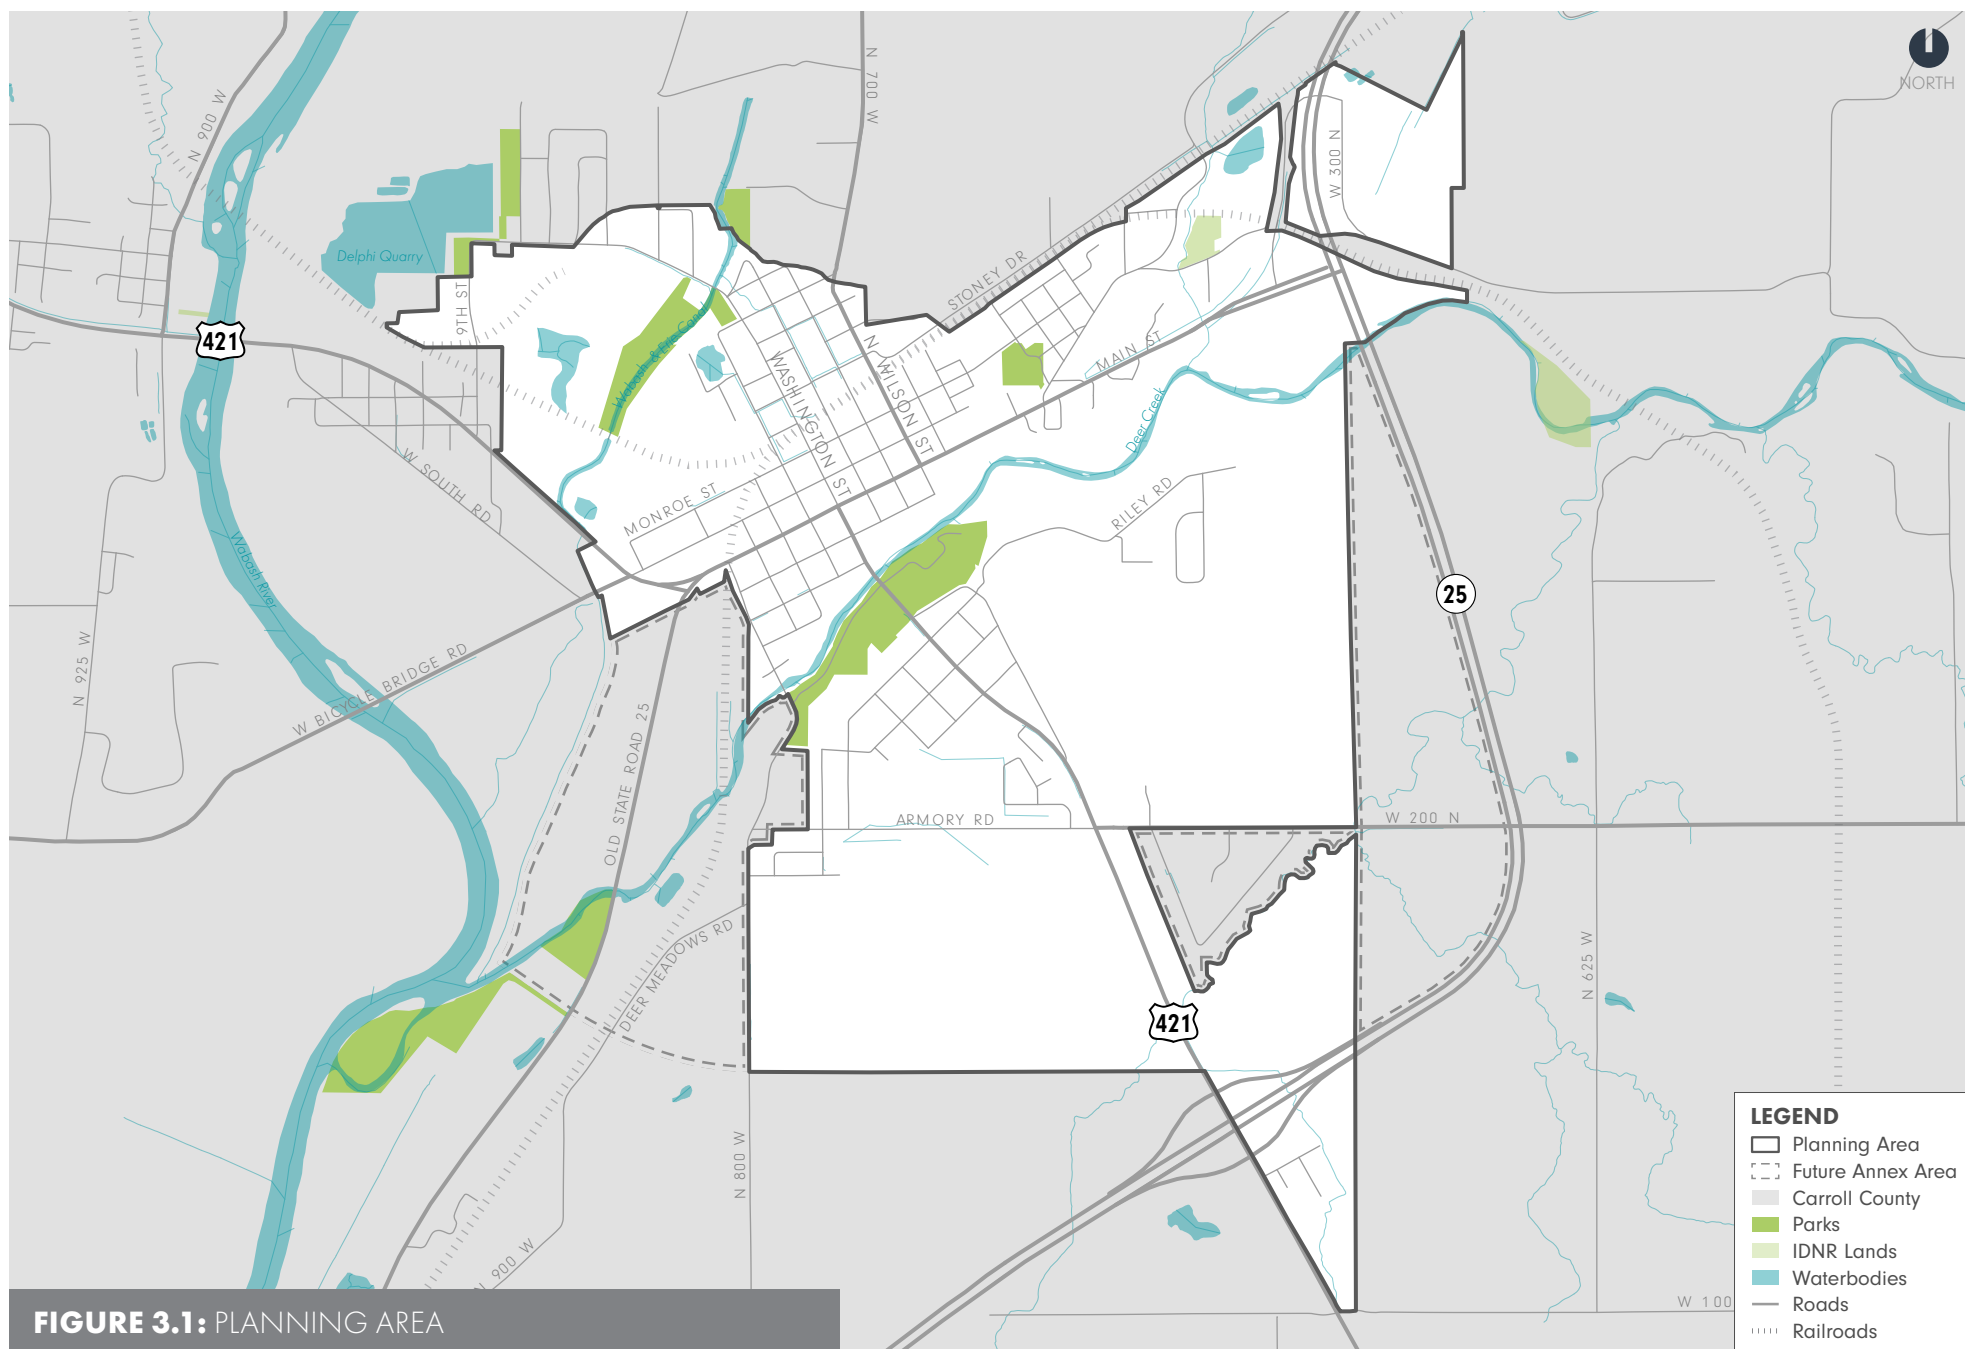 NORTH
N 900 W
N 700 W
W 300 N
Delphi Quarry
9TH ST
STONEY DR
421
Wabash & Erie Canal
WASHINGTON ST
N WILSON ST
MAIN ST
Deer Creek
W SOUTH RD
MONROE ST
RILEY RD
Wabash River
25
N 925 W
W BICYCLE BRIDGE RD
OLD STATE ROAD 25
ARMORY RD
W 200 N
DEER MEADOWS RD
N 625 W
421
N 800 W
N 900 W
W 100
LEGEND
Planning Area
Future Annex Area
Carroll County
Parks
IDNR Lands
Waterbodies
Roads
Railroads
FIGURE 3.1: PLANNING AREA